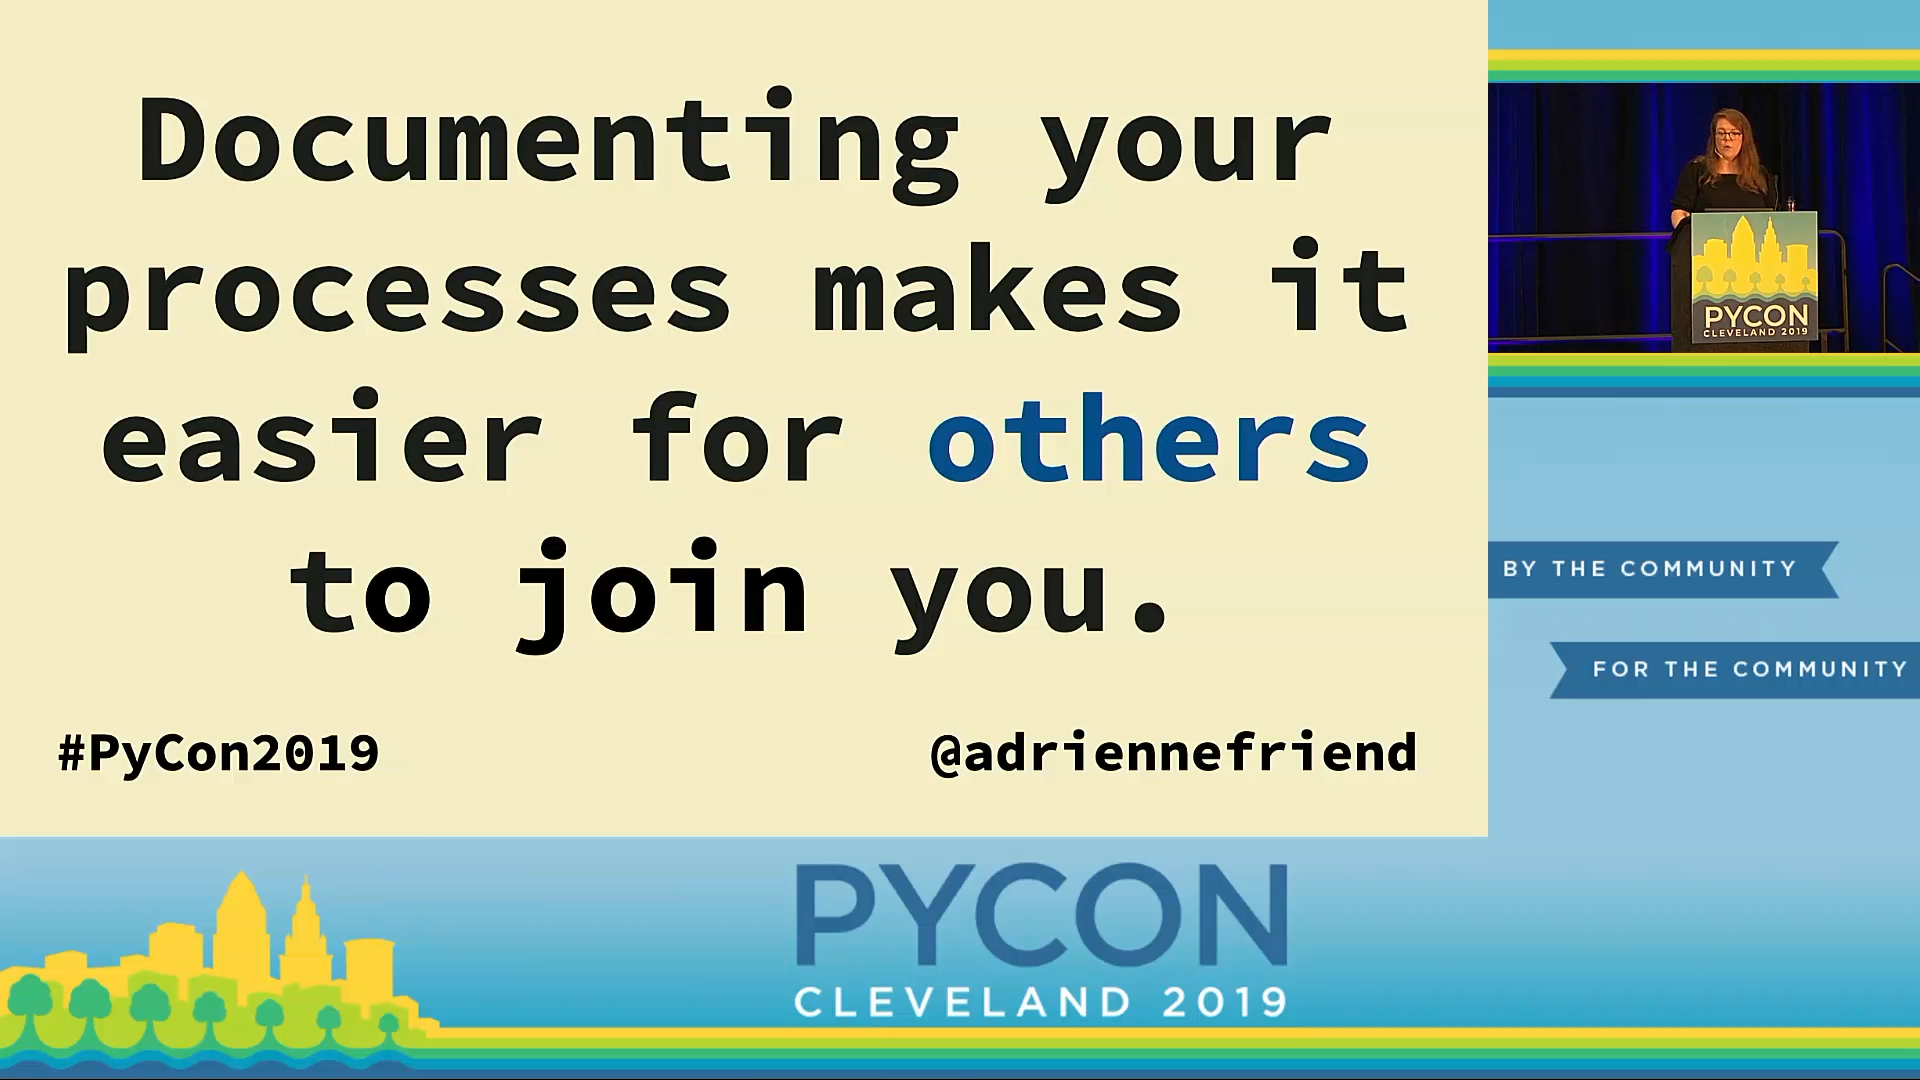 Documenting your
processes makes it
easier for others
to join you.
#PyCon2019
@adriennefriend
PYCON
CLEVELAND 2019
BY THE COMMUNITY
FOR THE COMMUNITY
PYCON
CLEVELAND 2019